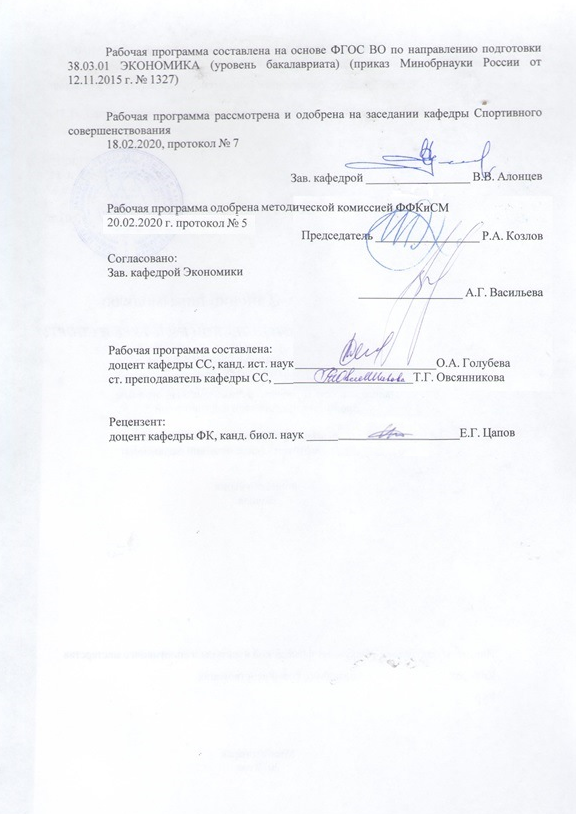 Рабочая программа составлена на основе ФГОС ВО по направлению подготовки
38.03.01 ЭКОНОМИКА (уровень бакалавриата) (приказ Минобрнауки России от
12.11.2015 г. № 1327)
Рабочая программа рассмотрена и одобрена на заседании кафедры Спортивного
совершенствования
18.02.2020, протокол № 7
Зав. кафедрой ________________ В.В. Алонцев
Рабочая программа одобрена методической комиссией ФФКиСМ
20.02.2020 г. протокол № 5
Председатель ________________ Р.А. Козлов
Согласовано:
Зав. кафедрой Экономики
________________ А.Г. Васильева
Рабочая программа составлена:
доцент кафедры СС, канд. ист. наук ______________________ О.А. Голубева
ст. преподаватель кафедры СС, ______________________ Т.Г. Овсянникова
Рецензент:
доцент кафедры ФК, канд. биол. наук ______________________ Е.Г. Цапов